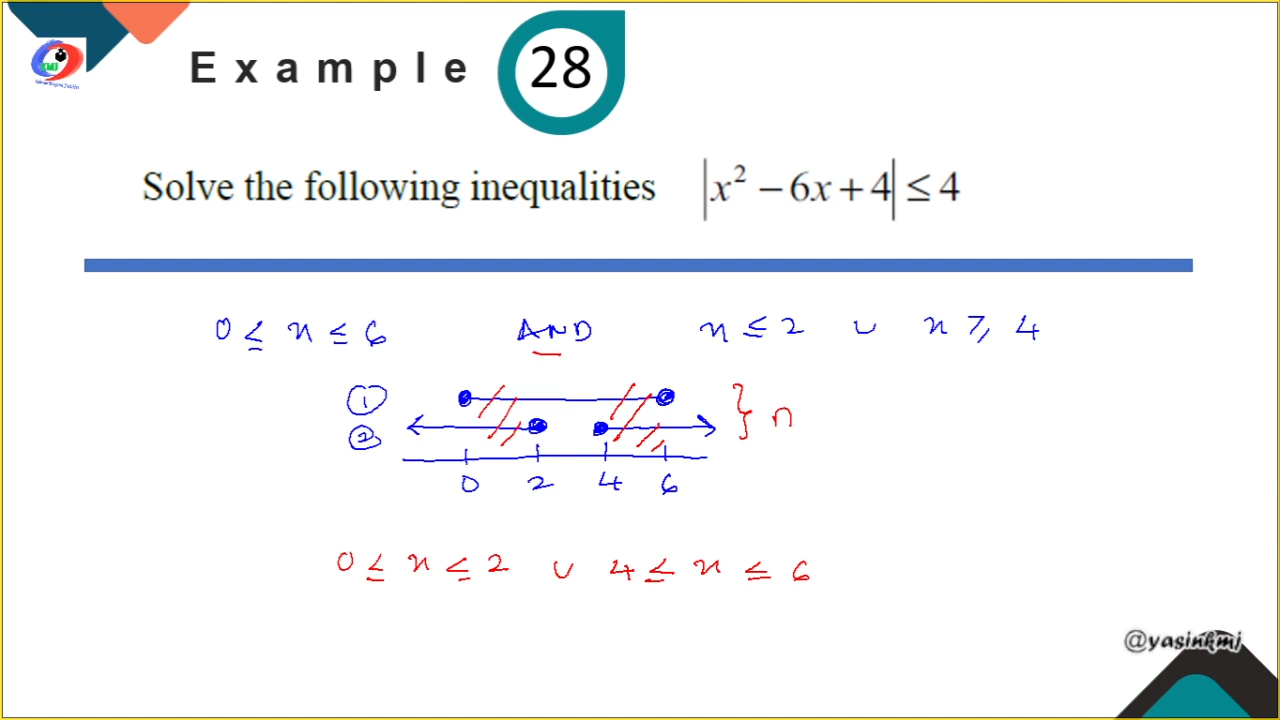 Example 28
Solve the following inequalities |x² − 6x + 4| ≤ 4
0 ≤ x ≤ 6 AND x ≤ 2 ∪ x ≥ 4
①
② } ∩
0 2 4 6
0 ≤ x ≤ 2 ∪ 4 ≤ x ≤ 6
@yasinkmj